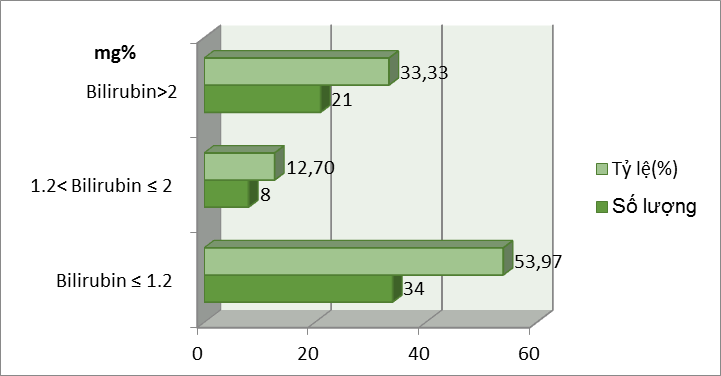 mg%
Bilirubin>2
33,33
21
1.2< Bilirubin ≤ 2
12,70
8
Bilirubin ≤ 1.2
53,97
34
0 20 40 60
Tỷ lệ(%)
Số lượng